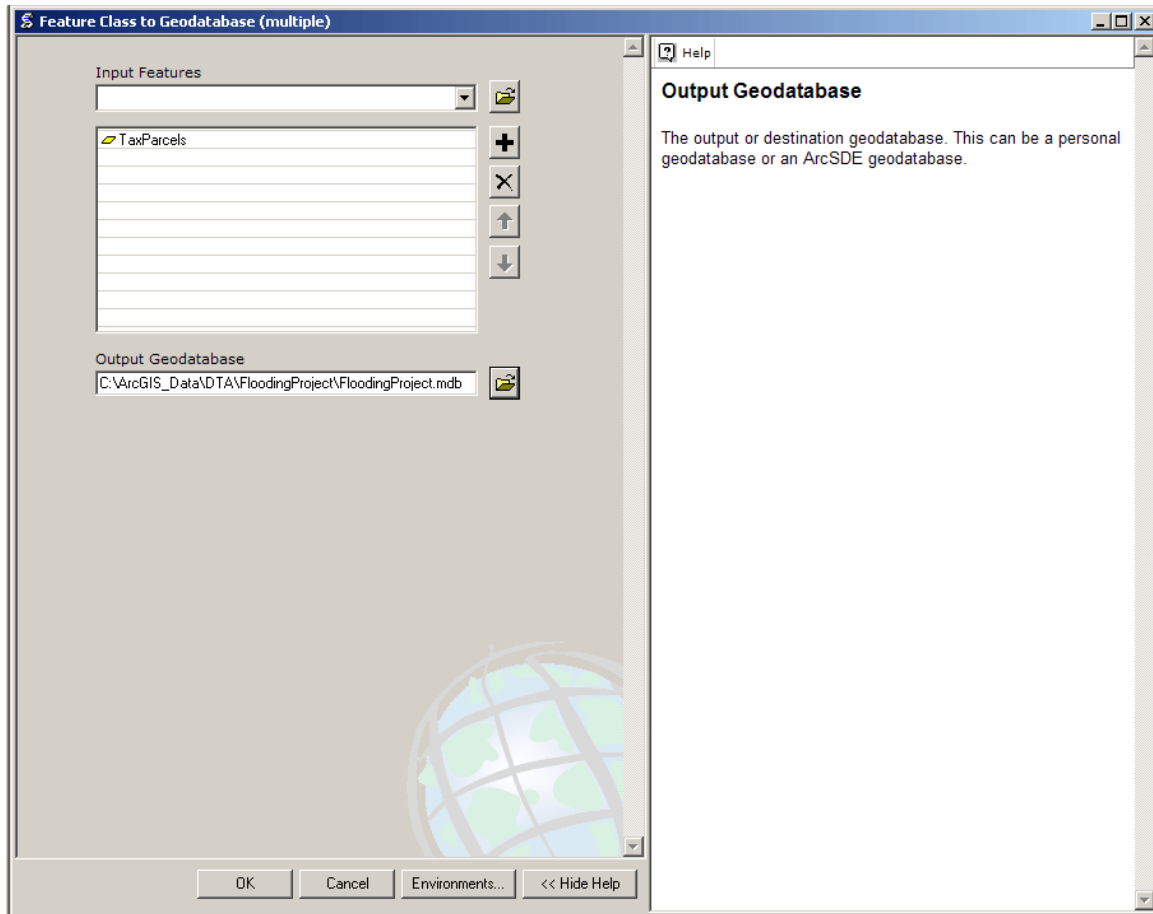 Feature Class to Geodatabase (multiple)
Input Features
TaxParcels
Output Geodatabase
C:\ArcGIS_Data\DTA\FloodingProject\FloodingProject.mdb
OK
Cancel
Environments...
<< Hide Help
Help
Output Geodatabase
The output or destination geodatabase. This can be a personal
geodatabase or an ArcSDE geodatabase.